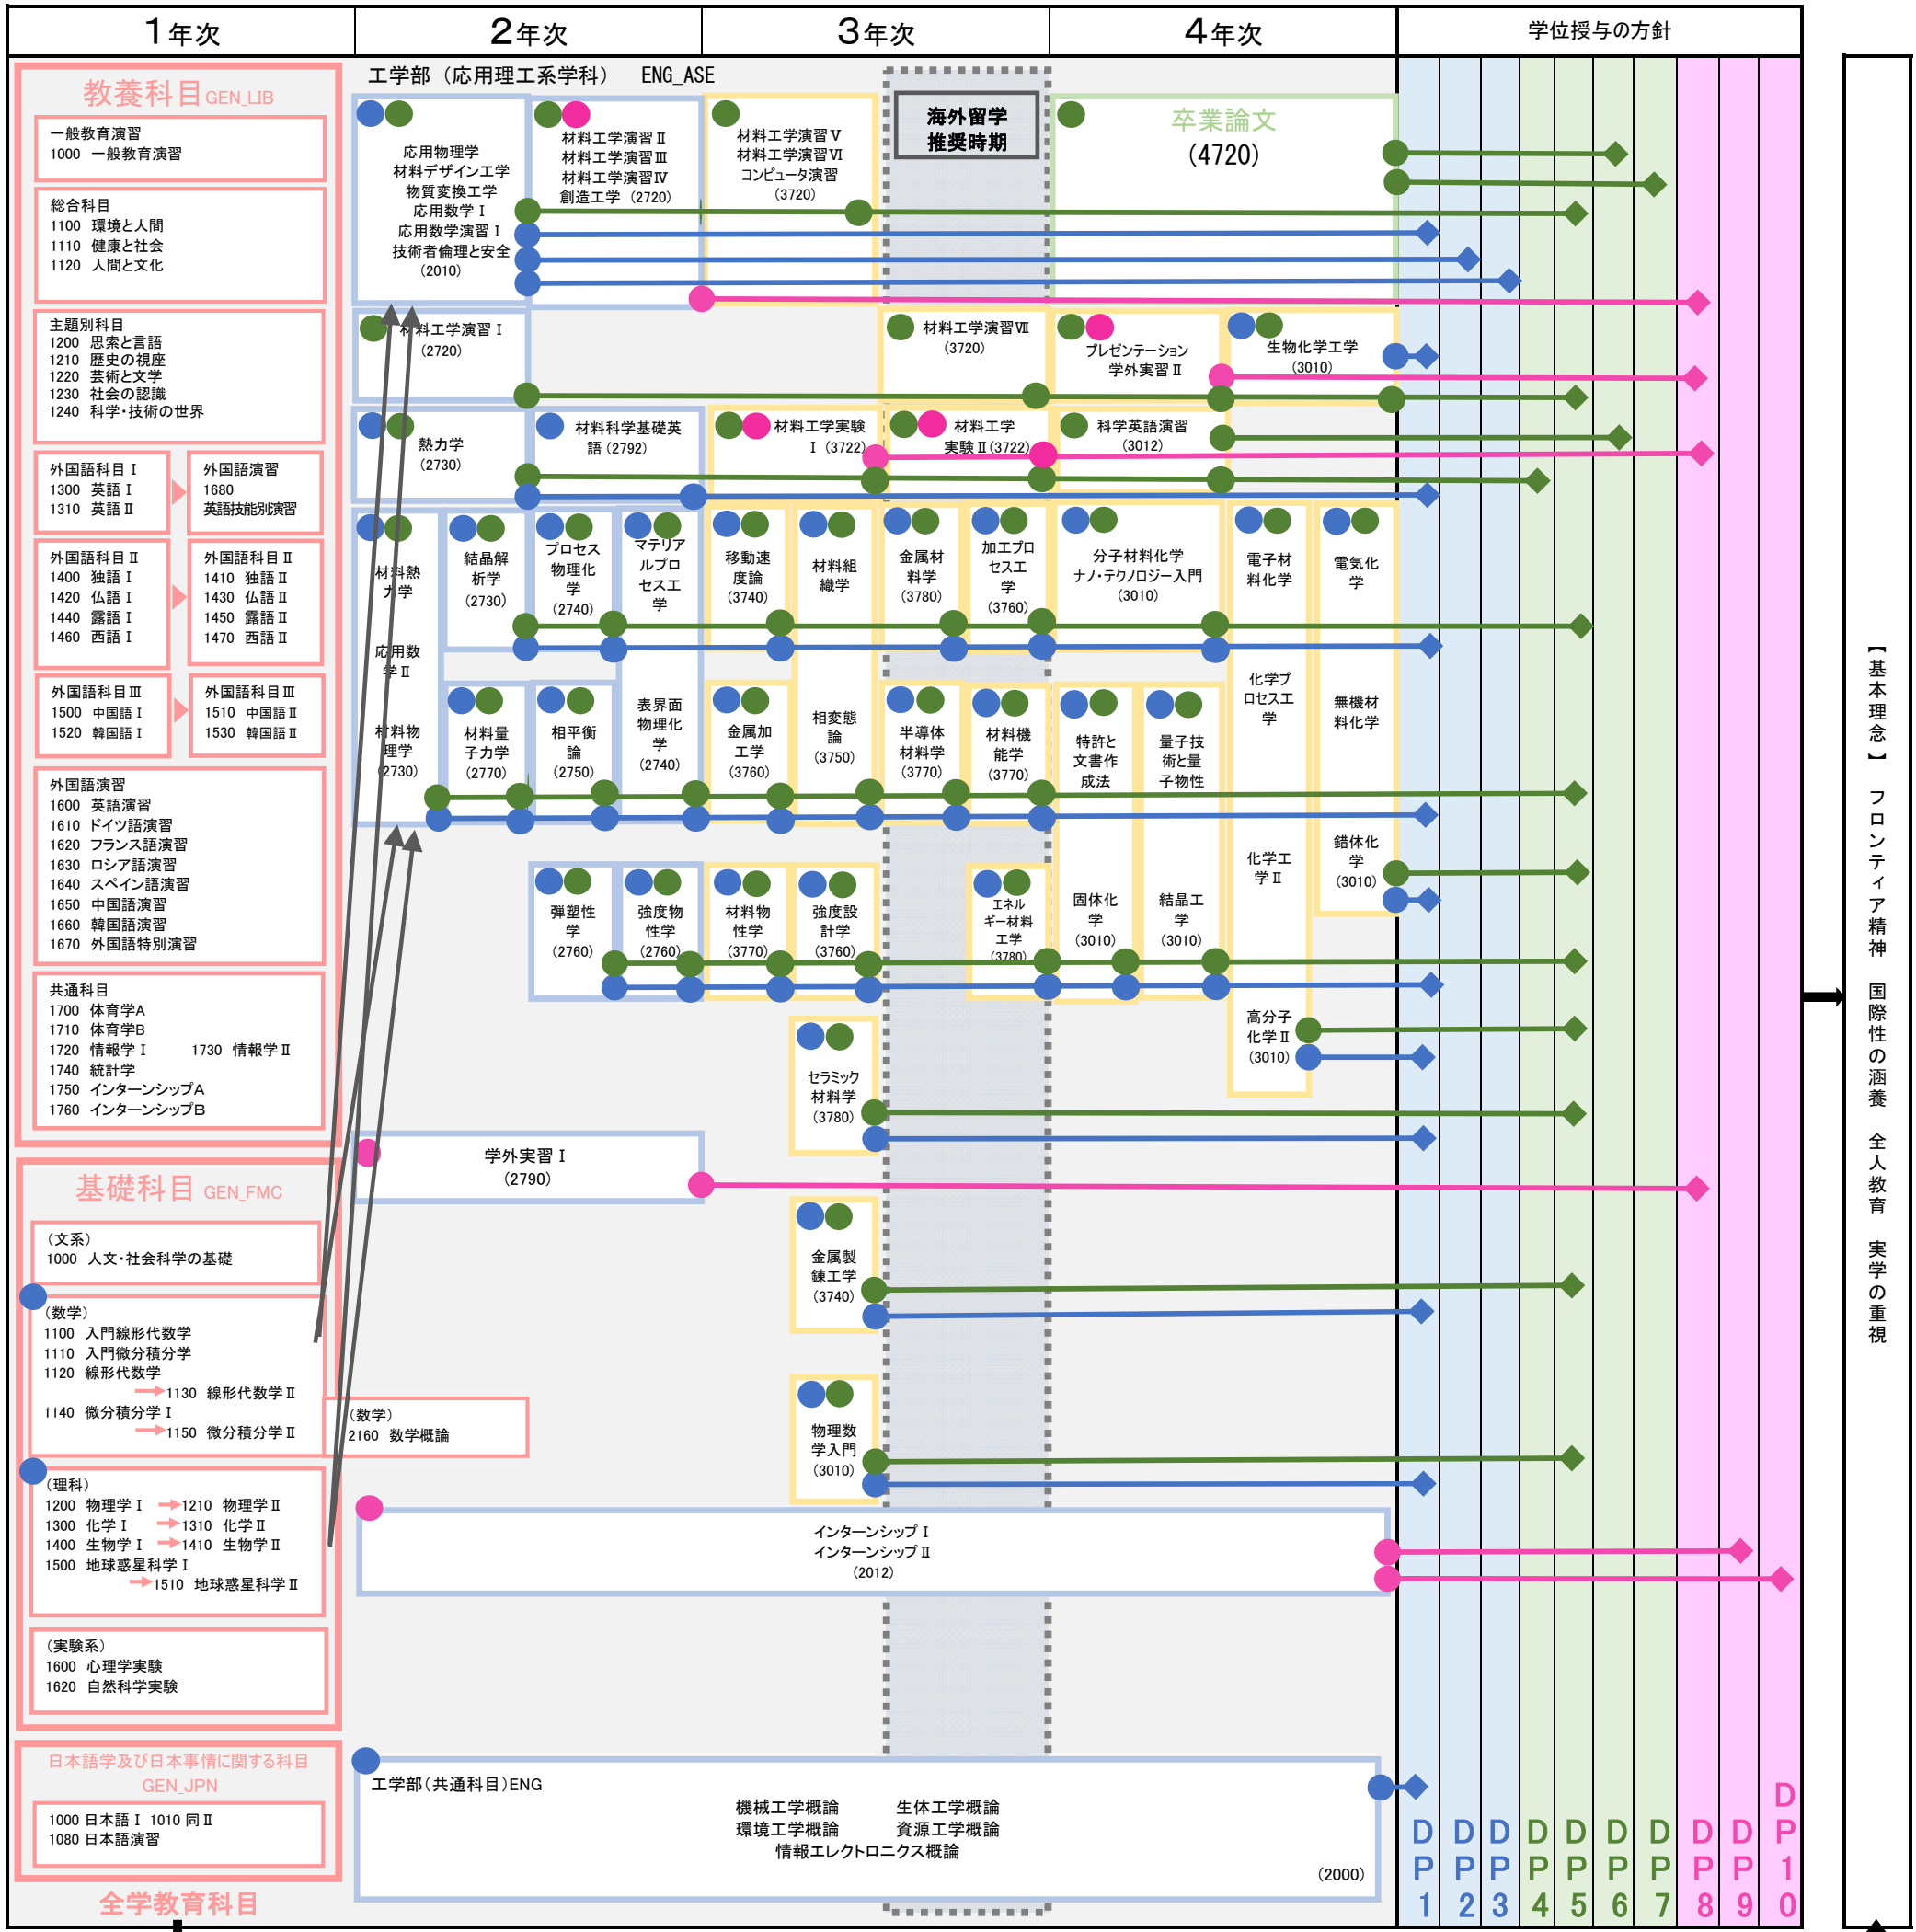 1年次
2年次
3年次
4年次
学位授与の方針
教養科目GEN_LIB
一般教育演習
1000 一般教育演習
総合科目
1100 環境と人間
1110 健康と社会
1120 人間と文化
主題別科目
1200 思索と言語
1210 歴史の視座
1220 芸術と文学
1230 社会の認識
1240 科学・技術の世界
外国語科目Ⅰ
1300 英語Ⅰ
1310 英語Ⅱ
外国語演習
1680
英語技能別演習
外国語科目Ⅱ
1400 独語Ⅰ
1420 仏語Ⅰ
1440 露語Ⅰ
1460 西語Ⅰ
外国語科目Ⅱ
1410 独語Ⅱ
1430 仏語Ⅱ
1450 露語Ⅱ
1470 西語Ⅱ
外国語科目Ⅲ
1500 中国語Ⅰ
1520 韓国語Ⅰ
外国語科目Ⅲ
1510 中国語Ⅱ
1530 韓国語Ⅱ
外国語演習
1600 英語演習
1610 ドイツ語演習
1620 フランス語演習
1630 ロシア語演習
1640 スペイン語演習
1650 中国語演習
1660 韓国語演習
1670 外国語特別演習
共通科目
1700 体育学A
1710 体育学B
1720 情報学Ⅰ 1730 情報学Ⅱ
1740 統計学
1750 インターンシップA
1760 インターンシップB
基礎科目 GEN_FMC
(文系)
1000 人文・社会科学の基礎
(数学)
1100 入門線形代数学
1110 入門微分積分学
1120 線形代数学
1130 線形代数学Ⅱ
1140 微分積分学Ⅰ
1150 微分積分学Ⅱ
(数学)
2160 数学概論
(理科)
1200 物理学Ⅰ 1210 物理学Ⅱ
1300 化学Ⅰ 1310 化学Ⅱ
1400 生物学Ⅰ 1410 生物学Ⅱ
1500 地球惑星科学Ⅰ
1510 地球惑星科学Ⅱ
(実験系)
1600 心理学実験
1620 自然科学実験
日本語学及び日本事情に関する科目
GEN_JPN
1000 日本語Ⅰ 1010 同Ⅱ
1080 日本語演習
全学教育科目
工学部(応用理工系学科) ENG_ASE
応用物理学
材料デザイン工学
物質変換工学
応用数学Ⅰ
応用数学演習Ⅰ
技術者倫理と安全
(2010)
材料工学演習Ⅱ
材料工学演習Ⅲ
材料工学演習Ⅳ
創造工学 (2720)
材料工学演習Ⅴ
材料工学演習Ⅵ
コンピュータ演習
(3720)
海外留学
推奨時期
卒業論文
(4720)
材料工学演習Ⅰ
(2720)
材料工学演習Ⅶ
(3720)
プレゼンテーション
学外実習Ⅱ
生物化学工学
(3010)
熱力学
(2730)
材料科学基礎英
語 (2792)
材料工学実験
Ⅰ (3722)
材料工学
実験Ⅱ(3722)
科学英語演習
(3012)
材料熱
力学
応用数
学Ⅱ
材料物
理学
(2730)
結晶解
析学
(2730)
プロセス
物理化
学
(2740)
マテリア
ルプロ
セスエ
学
表界面
物理化
学
(2740)
移動速
度論
(3740)
材料組
織学
相変態
論
(3750)
金属材
料学
(3780)
加工プロ
セスエ
学
(3760)
分子材料化学
ナノ・テクノロジー入門
(3010)
電子材
料化学
化学プ
ロセスエ
学
化学工
学Ⅱ
高分子
化学Ⅱ
(3010)
電気化
学
無機材
料化学
錯体化
学
(3010)
材料量
子力学
(2770)
相平衡
論
(2750)
金属加
工学
(3760)
半導体
材料学
(3770)
材料機
能学
(3770)
特許と
文書作
成法
固体化
学
(3010)
量子技
術と量
子物性
結晶工
学
(3010)
弾塑性
学
(2760)
強度物
性学
(2760)
材料物
性学
(3770)
強度設
計学
(3760)
エネル
ギー材料
工学
(3780)
セラミック
材料学
(3780)
学外実習Ⅰ
(2790)
金属製
錬工学
(3740)
物理数
学入門
(3010)
インターンシップⅠ
インターンシップⅡ
(2012)
工学部(共通科目)ENG
機械工学概論 生体工学概論
環境工学概論 資源工学概論
情報エレクトロニクス概論
(2000)
DP1
DP2
DP3
DP4
DP5
DP6
DP7
DP8
DP9
DP10
【基本理念】 フロンティア精神 国際性の涵養 全人教育 実学の重視